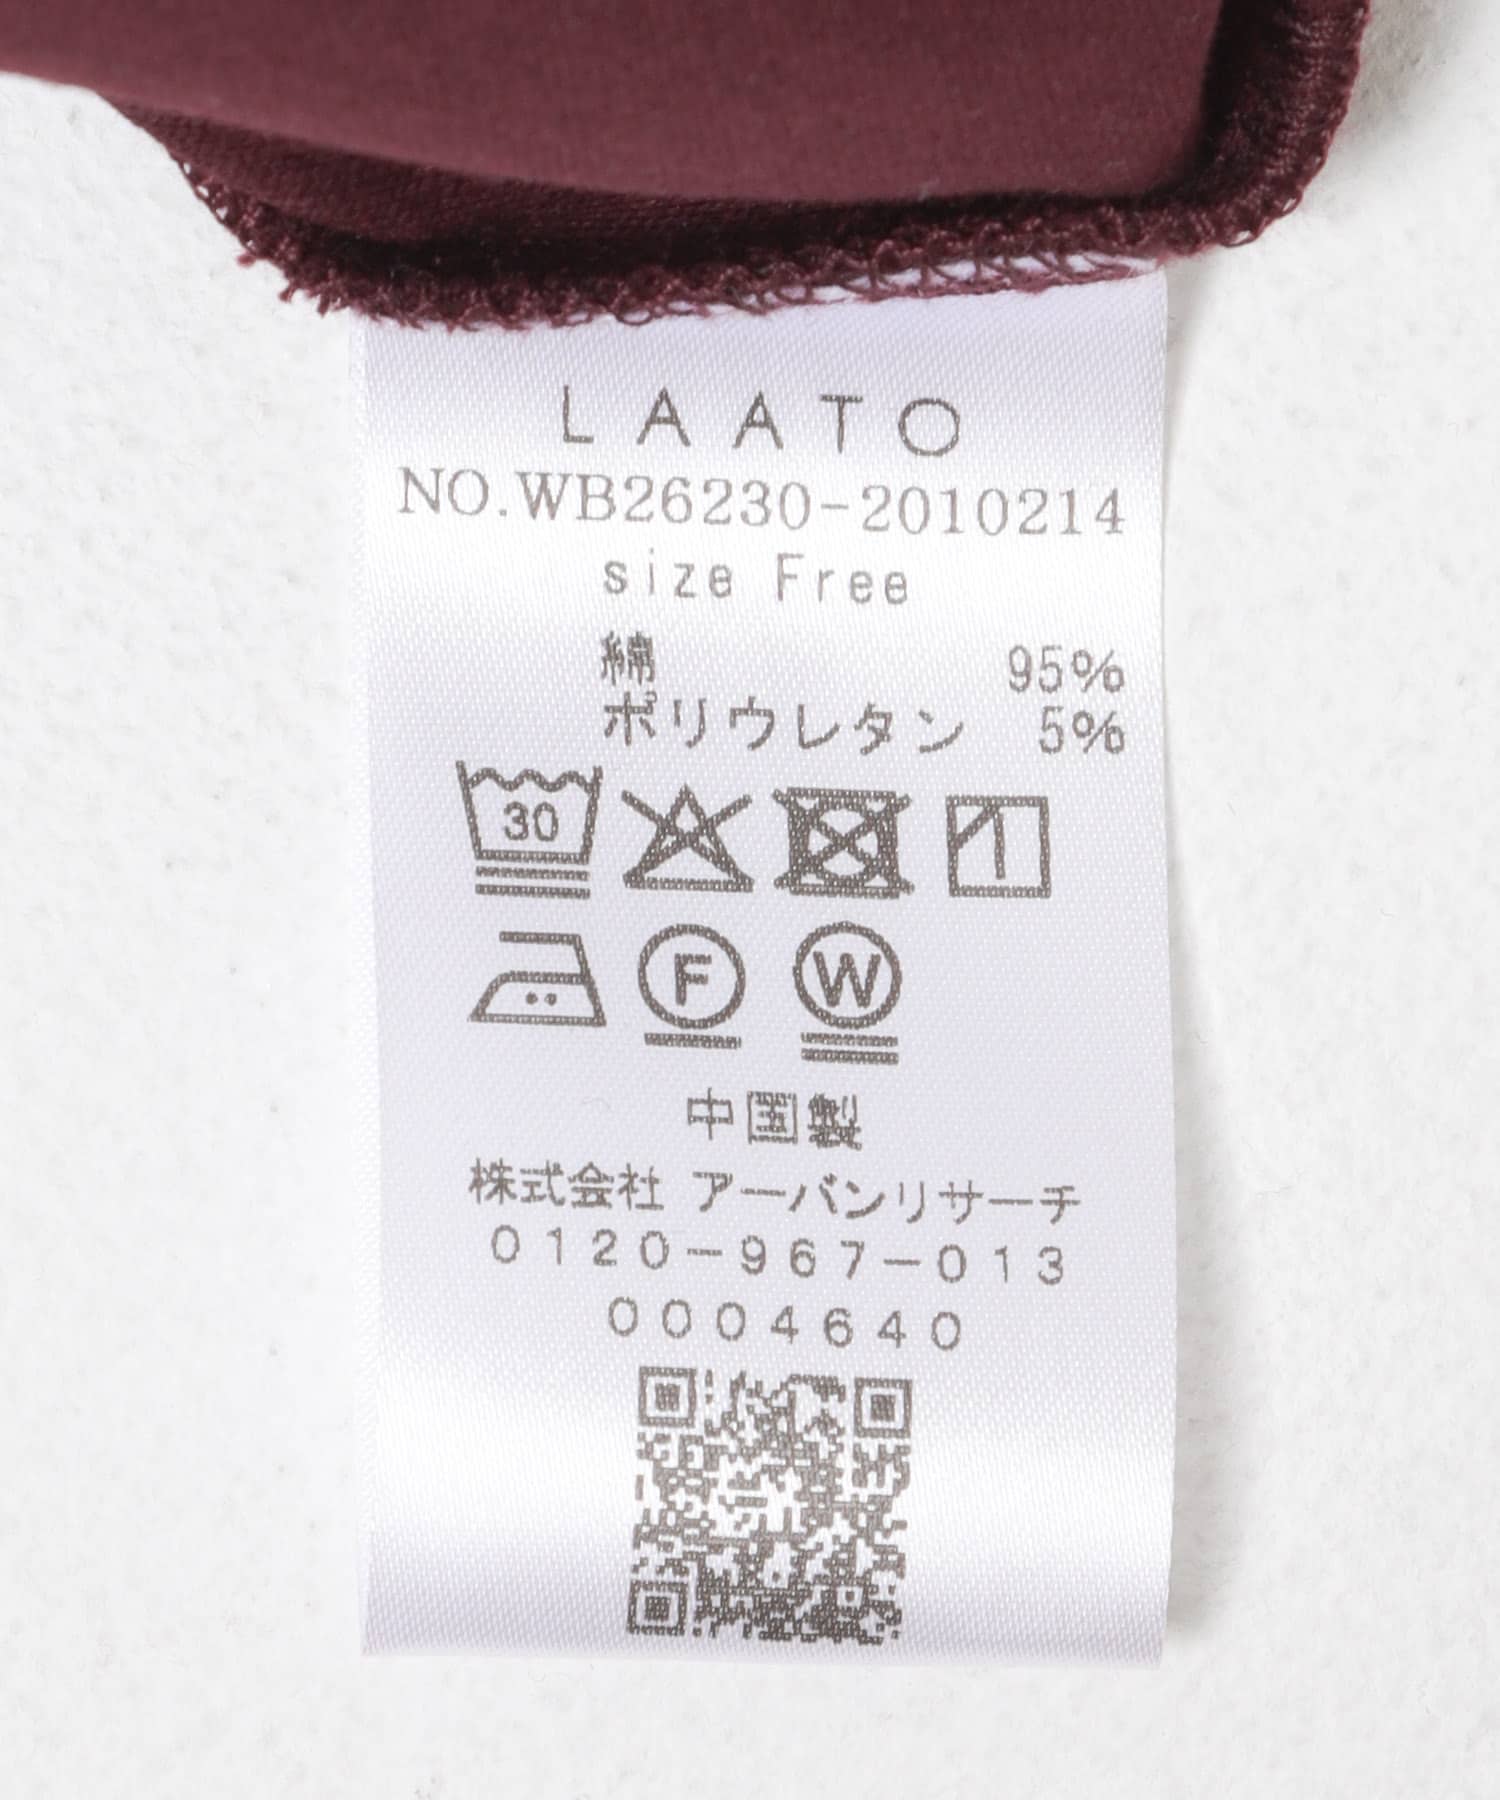 LAATO
NO.WB26230-2010214
size Free
綿 95%
ポリウレタン 5%
30
F W
中国製
株式会社 アーバンリサーチ
0120-967-013
0004640